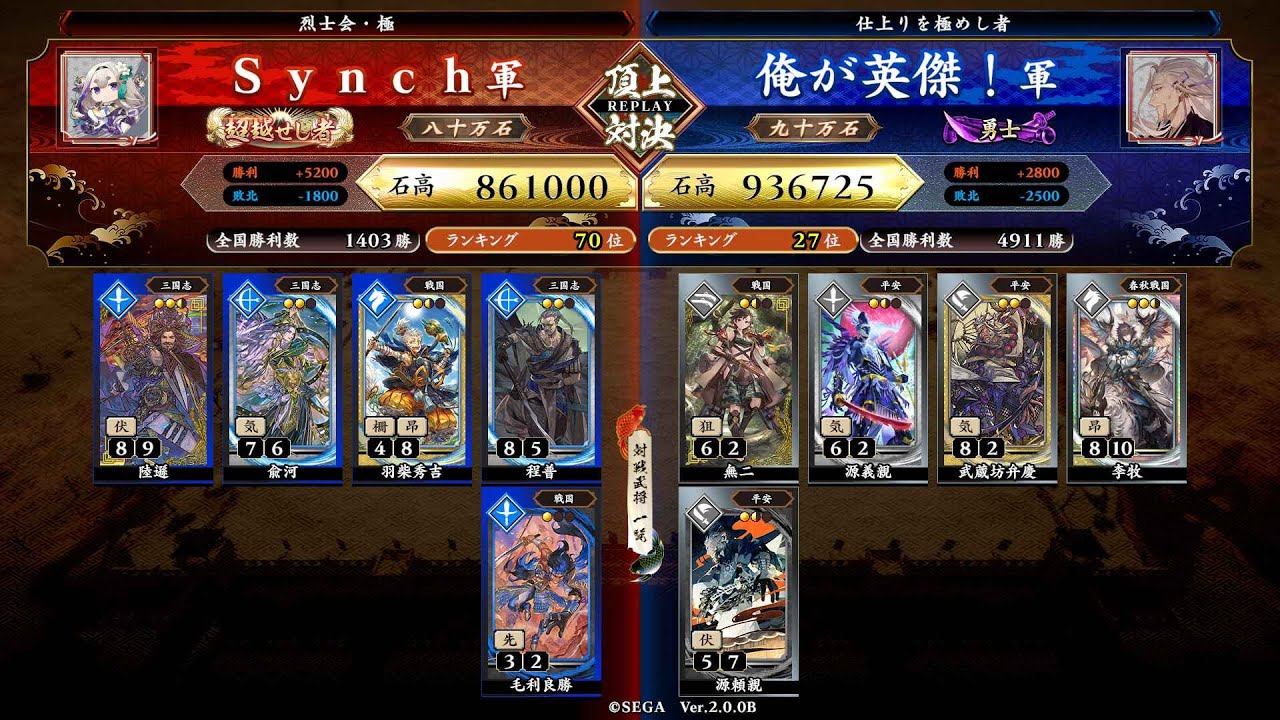 烈士会・極
仕上りを極めし者
Synch軍
俺が英傑！軍
頂上
REPLAY
対決
超越せし者
八十万石
九十万石
勇士
勝利 +5200
敗北 -1800
石高 861000
石高 936725
勝利 +2800
敗北 -2500
全国勝利数 1403勝
ランキング 70位
ランキング 27位
全国勝利数 4911勝
三国志
三国志
戦国
三国志
戦国
平安
平安
春秋戦国
伏
気
柵 昴
狙
気
気
昴
8 9
7 6
4 8
8 5
6 2
6 2
8 2
8 10
陸遜
兪河
羽柴秀吉
程普
無二
源義親
武蔵坊弁慶
李牧
対戦武将一覧
戦国
平安
先
伏
3 2
5 7
毛利良勝
源頼親
©SEGA Ver.2.0.0B